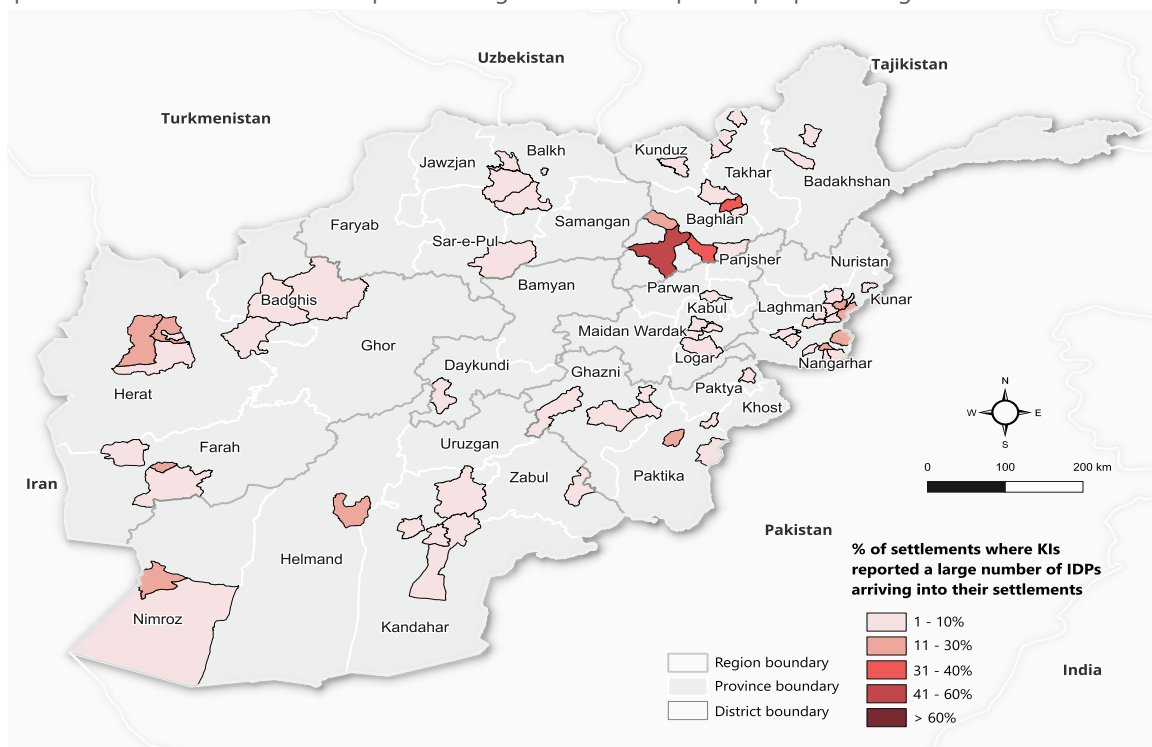 Uzbekistan
Tajikistan
Turkmenistan
Kunduz
Balkh
Jawzjan
Takhar
Badakhshan
Samangan
Baghlan
Faryab
Sar-e-Pul
Panjsher
Nuristan
Bamyan
Parwan
Badghis
Kabul
Laghman
Kunar
Maidan Wardak
Ghor
Logar
Nangarhar
Daykundi
Ghazni
Herat
Paktya
Khost
Farah
Uruzgan
Zabul
Paktika
Iran
Helmand
Nimroz
Kandahar
Pakistan
India
N
W
E
S
0 100 200 km
% of settlements where KIs
reported a large number of IDPs
arriving into their settlements
1 - 10%
11 - 30%
31 - 40%
41 - 60%
> 60%
Region boundary
Province boundary
District boundary